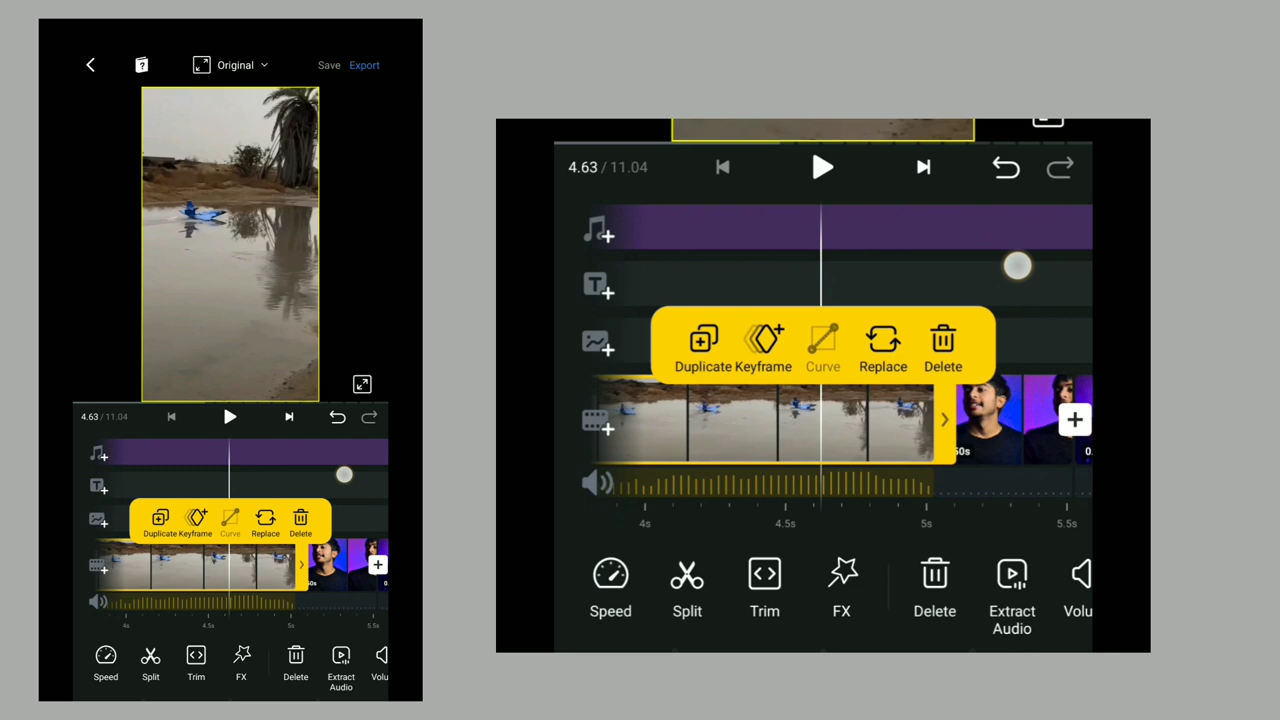 Original
Save
Export
4.63 / 11.04
Duplicate Keyframe Curve Replace Delete
50s
4s 4.5s 5s 5.5s
Speed Split Trim FX Delete Extract Audio Volu
4.63 / 11.04
Duplicate Keyframe Curve Replace Delete
50s
0.
4s 4.5s 5s 5.5s
Speed Split Trim FX Delete Extract Audio Volu